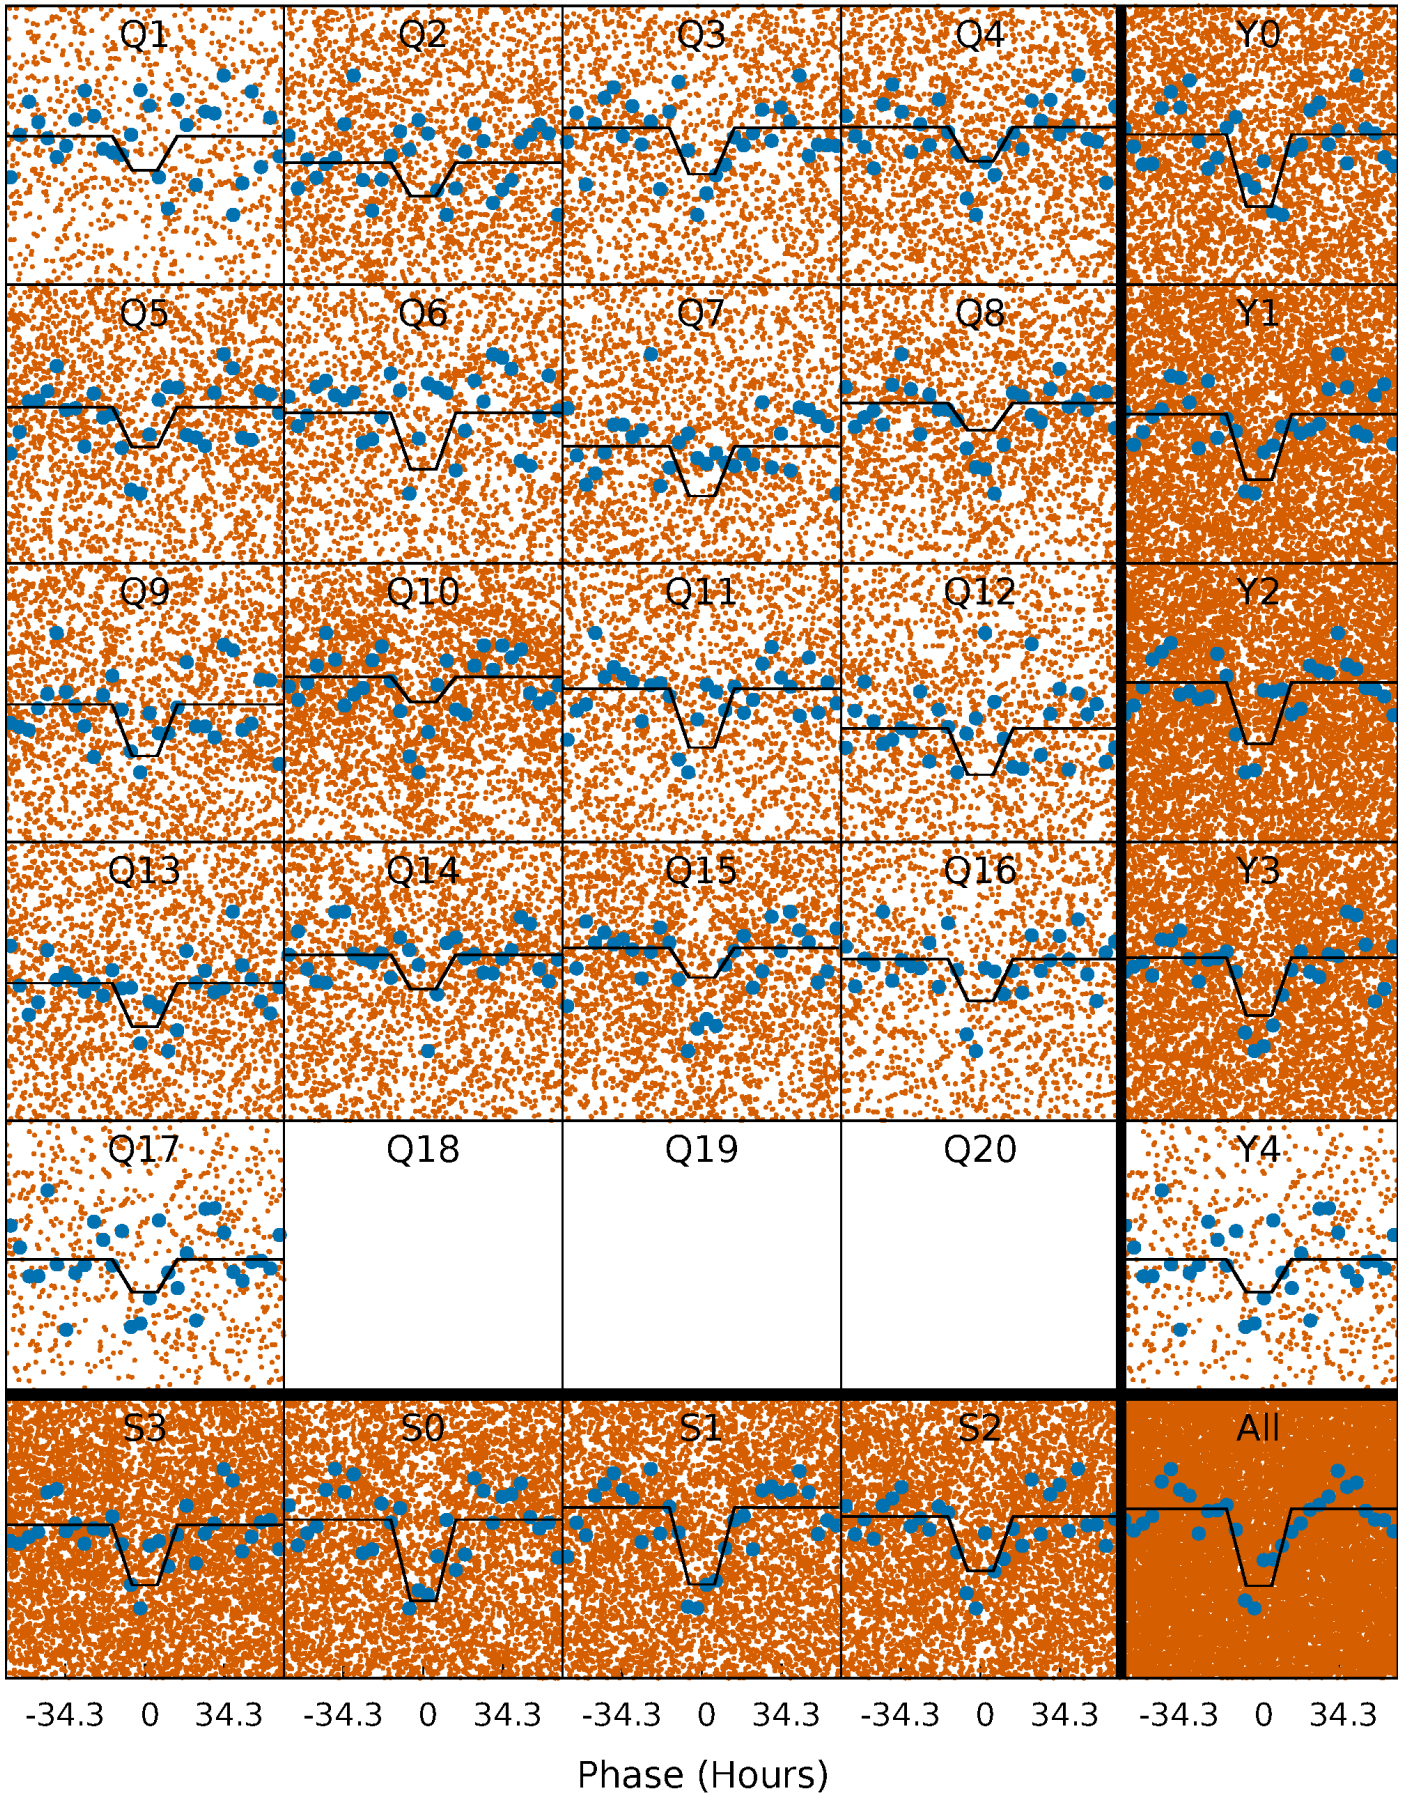 Q1 Q2 Q3 Q4 Y0
Q5 Q6 Q7 Q8 Y1
Q9 Q10 Q11 Q12 Y2
Q13 Q14 Q15 Q16 Y3
Q17 Q18 Q19 Q20 Y4
S3 S0 S1 S2 All
-34.3 0 34.3 -34.3 0 34.3 -34.3 0 34.3 -34.3 0 34.3 -34.3 0 34.3
Phase (Hours)